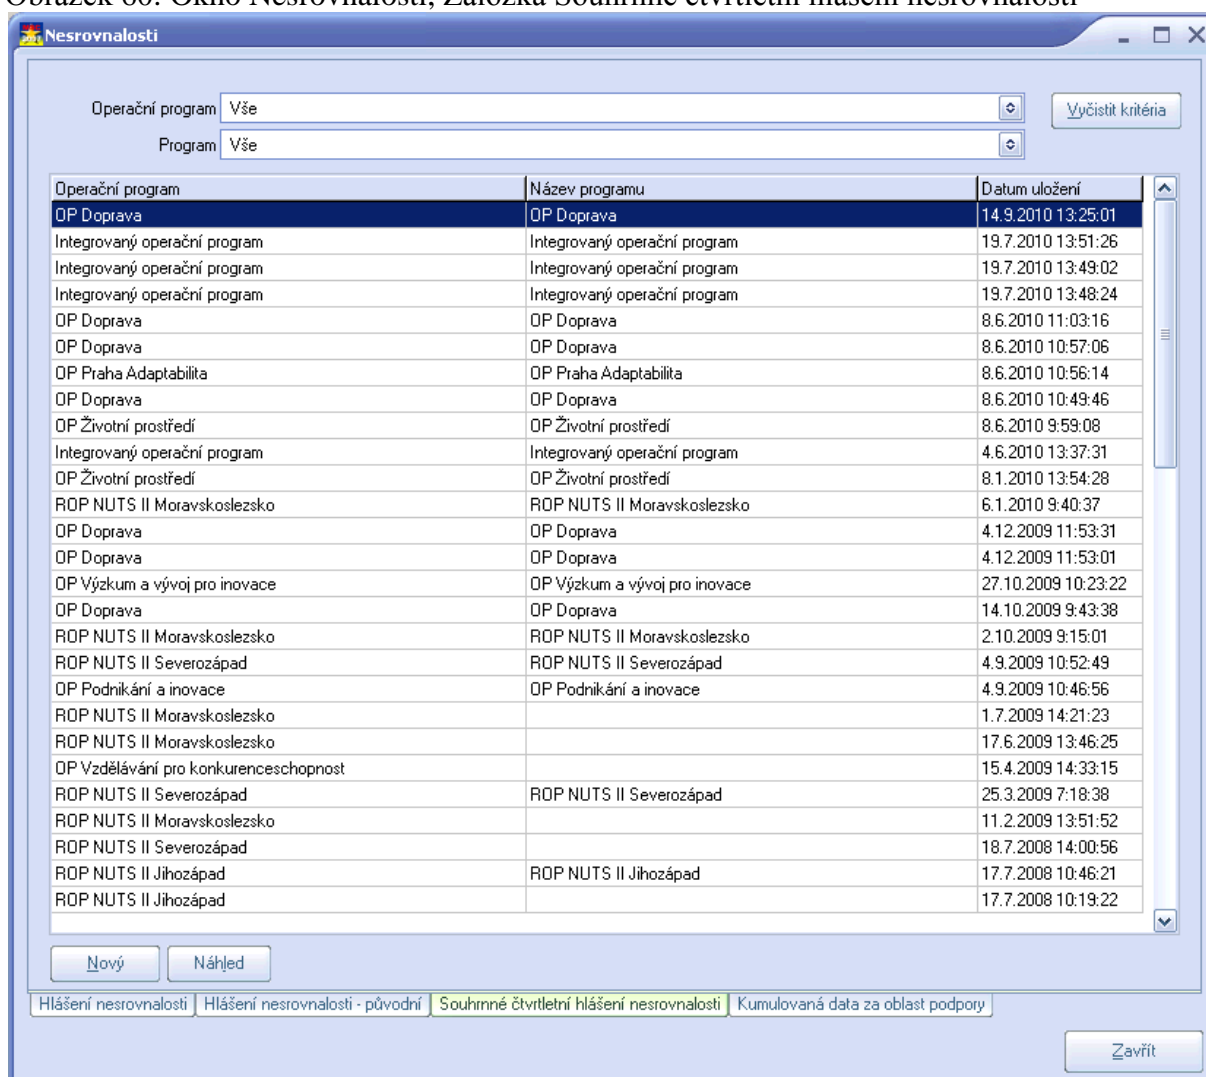 Obrázek 60: Okno Nesrovnalosti, Záložka Souhrnné čtvrtletní hlášení nesrovnalosti
Nesrovnalosti
Operační program Vše Vyčistit kritéria
Program Vše
Operační program Název programu Datum uložení
OP Doprava OP Doprava 14.9.2010 13:25:01
Integrovaný operační program Integrovaný operační program 19.7.2010 13:51:26
Integrovaný operační program Integrovaný operační program 19.7.2010 13:49:02
Integrovaný operační program Integrovaný operační program 19.7.2010 13:48:24
OP Doprava OP Doprava 8.6.2010 11:03:16
OP Doprava OP Doprava 8.6.2010 10:57:06
OP Praha Adaptabilita OP Praha Adaptabilita 8.6.2010 10:56:14
OP Doprava OP Doprava 8.6.2010 10:49:46
OP Životní prostředí OP Životní prostředí 8.6.2010 9:59:08
Integrovaný operační program Integrovaný operační program 4.6.2010 13:37:31
OP Životní prostředí OP Životní prostředí 8.1.2010 13:54:28
ROP NUTS II Moravskoslezsko ROP NUTS II Moravskoslezsko 6.1.2010 9:40:37
OP Doprava OP Doprava 4.12.2009 11:53:31
OP Doprava OP Doprava 4.12.2009 11:53:01
OP Výzkum a vývoj pro inovace OP Výzkum a vývoj pro inovace 27.10.2009 10:23:22
OP Doprava OP Doprava 14.10.2009 9:43:38
ROP NUTS II Moravskoslezsko ROP NUTS II Moravskoslezsko 2.10.2009 9:15:01
ROP NUTS II Severozápad ROP NUTS II Severozápad 4.9.2009 10:52:49
OP Podnikání a inovace OP Podnikání a inovace 4.9.2009 10:46:56
ROP NUTS II Moravskoslezsko 1.7.2009 14:21:23
ROP NUTS II Moravskoslezsko 17.6.2009 13:46:25
OP Vzdělávání pro konkurenceschopnost 15.4.2009 14:33:15
ROP NUTS II Severozápad ROP NUTS II Severozápad 25.3.2009 7:18:38
ROP NUTS II Moravskoslezsko 11.2.2009 13:51:52
ROP NUTS II Severozápad 18.7.2008 14:00:56
ROP NUTS II Jihozápad ROP NUTS II Jihozápad 17.7.2008 10:46:21
ROP NUTS II Jihozápad 17.7.2008 10:19:22
Nový Náhled
Hlášení nesrovnalosti Hlášení nesrovnalosti - původní Souhrnné čtvrtletní hlášení nesrovnalosti Kumulovaná data za oblast podpory
Zavřít